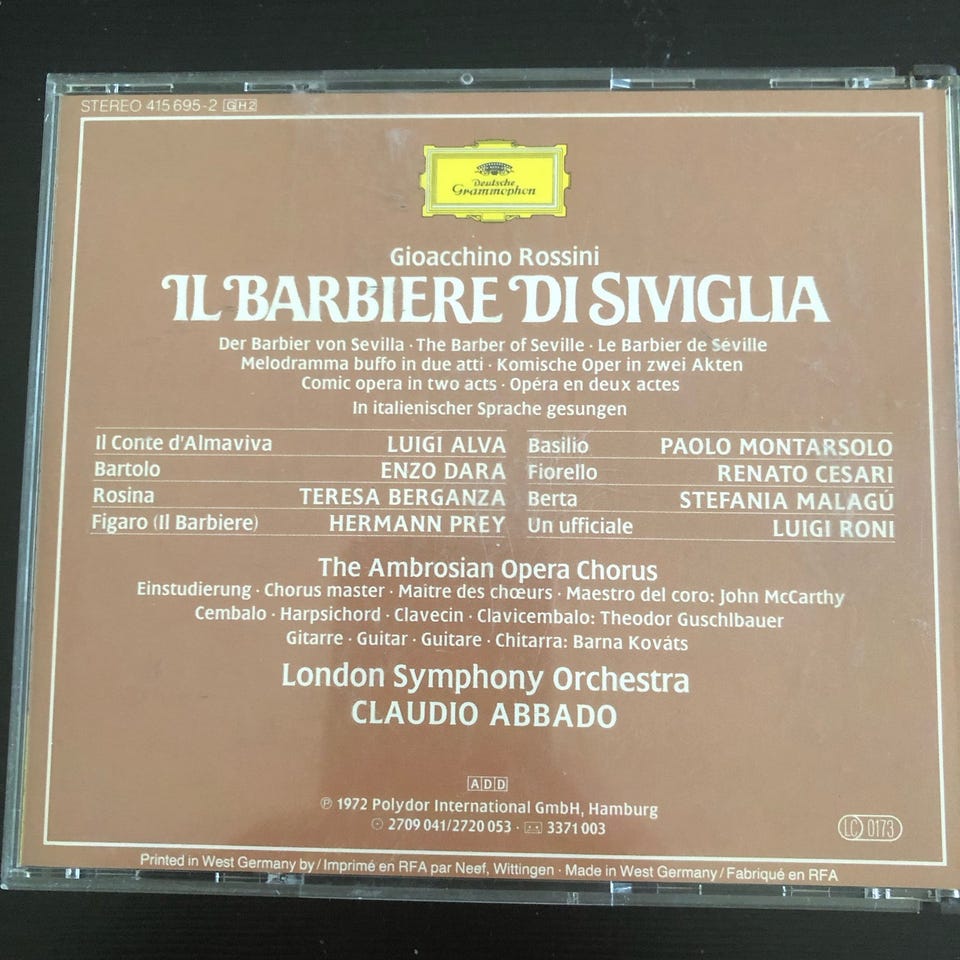 STEREO 415 695-2 GH2
Deutsche
Grammophon
Gioacchino Rossini
IL BARBIERE DI SIVIGLIA
Der Barbier von Sevilla · The Barber of Seville · Le Barbier de Séville
Melodramma buffo in due atti · Komische Oper in zwei Akten
Comic opera in two acts · Opéra en deux actes
In italienischer Sprache gesungen
Il Conte d'Almaviva LUIGI ALVA Basilio PAOLO MONTARSOLO
Bartolo ENZO DARA Fiorello RENATO CESARI
Rosina TERESA BERGANZA Berta STEFANIA MALAGÚ
Figaro (Il Barbiere) HERMANN PREY Un ufficiale LUIGI RONI
The Ambrosian Opera Chorus
Einstudierung · Chorus master · Maître des chœurs · Maestro del coro: John McCarthy
Cembalo · Harpsichord · Clavecin · Clavicembalo: Theodor Guschlbauer
Gitarre · Guitar · Guitare · Chitarra: Barna Kováts
London Symphony Orchestra
CLAUDIO ABBADO
ADD
℗ 1972 Polydor International GmbH, Hamburg
2709 041/2720 053 · 3371 003
LC 0173
Printed in West Germany by / Imprimé en RFA par Neef, Wittingen · Made in West Germany / Fabriqué en RFA